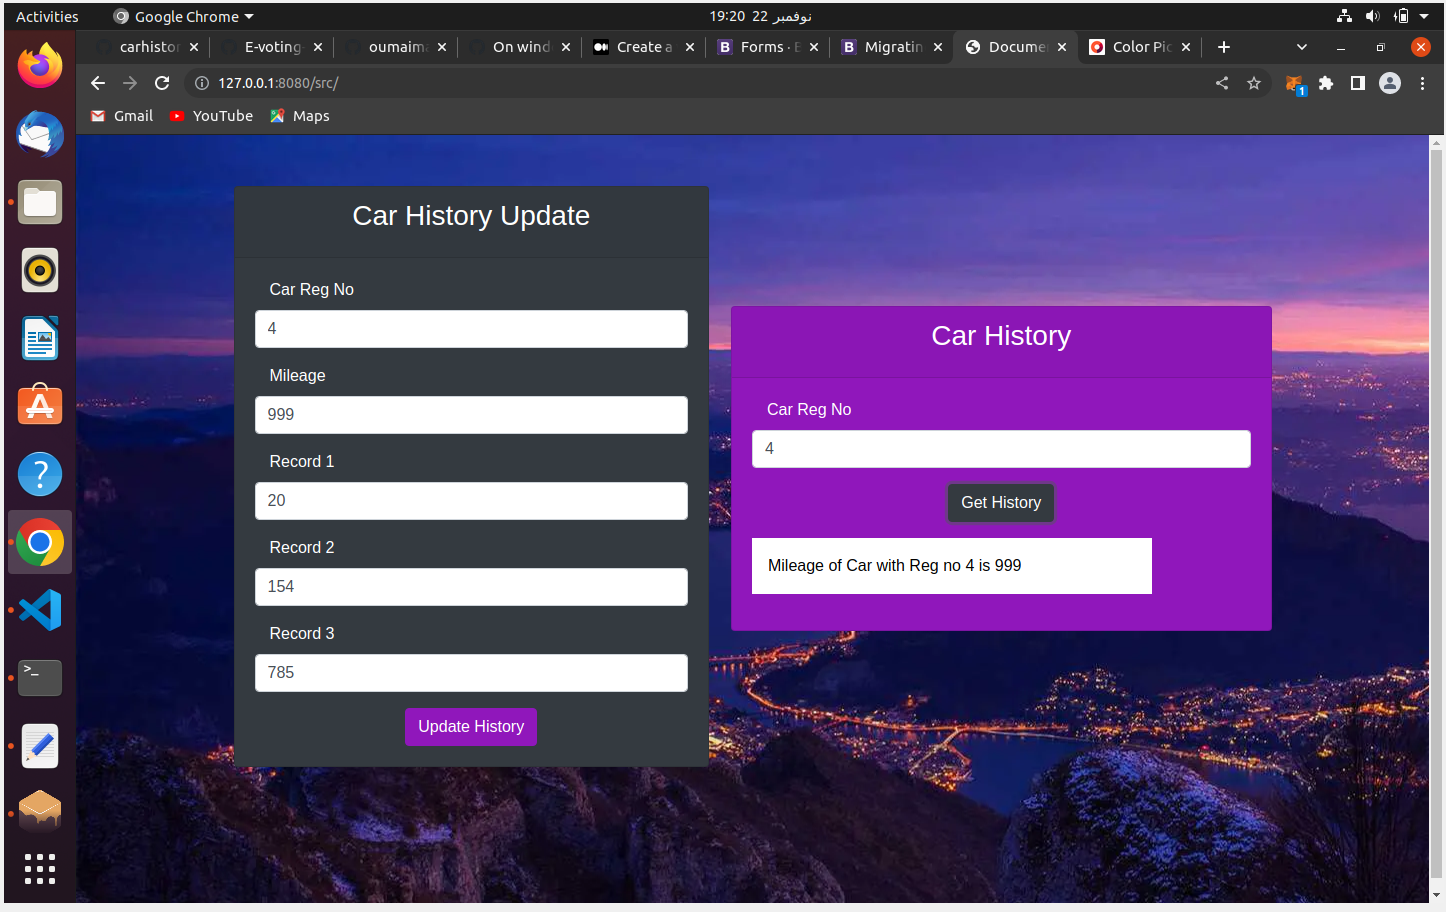 Activities
Google Chrome
19:20 22 نوفمبر
carhistor
E-voting-
oumaima
On wind
Create a
Forms · B
Migratin
Docume
Color Pic
127.0.0.1:8080/src/
1
Gmail
YouTube
Maps
Car History Update
Car Reg No
4
Mileage
999
Record 1
20
Record 2
154
Record 3
785
Update History
Car History
Car Reg No
4
Get History
Mileage of Car with Reg no 4 is 999